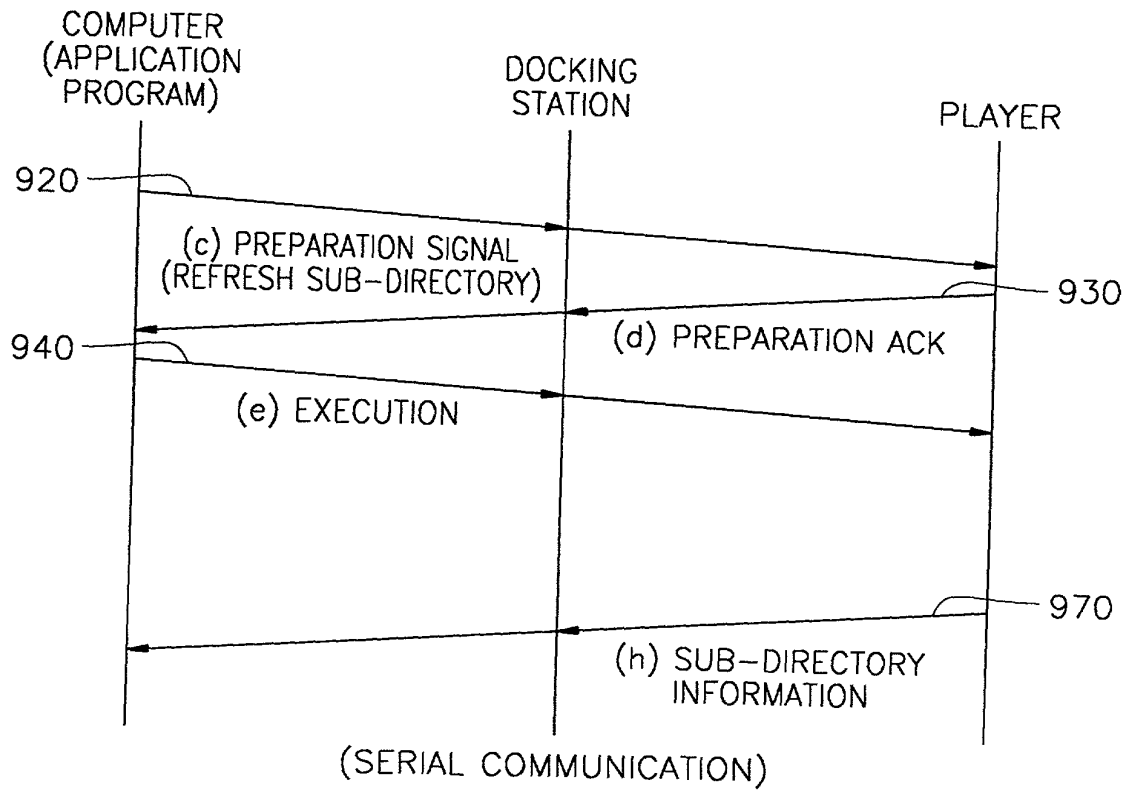 COMPUTER
(APPLICATION
PROGRAM)
DOCKING
STATION
PLAYER
920
(c) PREPARATION SIGNAL
(REFRESH SUB-DIRECTORY)
930
(d) PREPARATION ACK
940
(e) EXECUTION
970
(h) SUB-DIRECTORY
INFORMATION
(SERIAL COMMUNICATION)